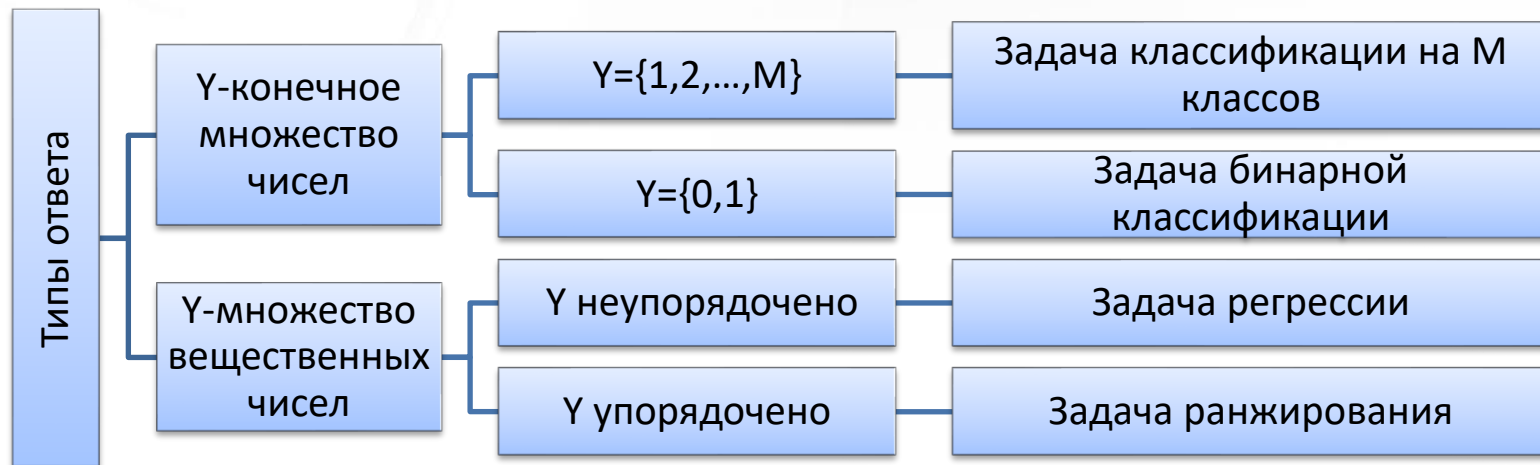 Типы ответа
Y-конечное
множество
чисел
Y={1,2,…,M}
Задача классификации на M
классов
Y={0,1}
Задача бинарной
классификации
Y-множество
вещественных
чисел
Y неупорядочено
Задача регрессии
Y упорядочено
Задача ранжирования